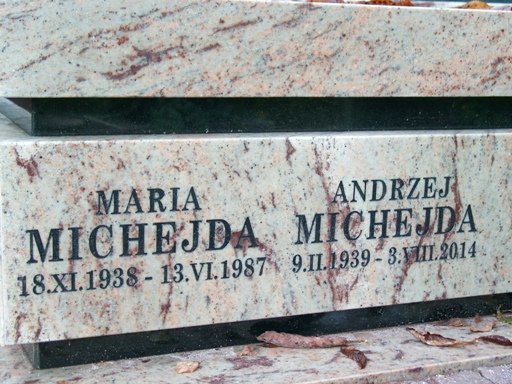 MARIA
MICHEJDA
18.XI.1938 - 13.VI.1987
ANDRZEJ
MICHEJDA
9.II.1939 - 3.VIII.2014